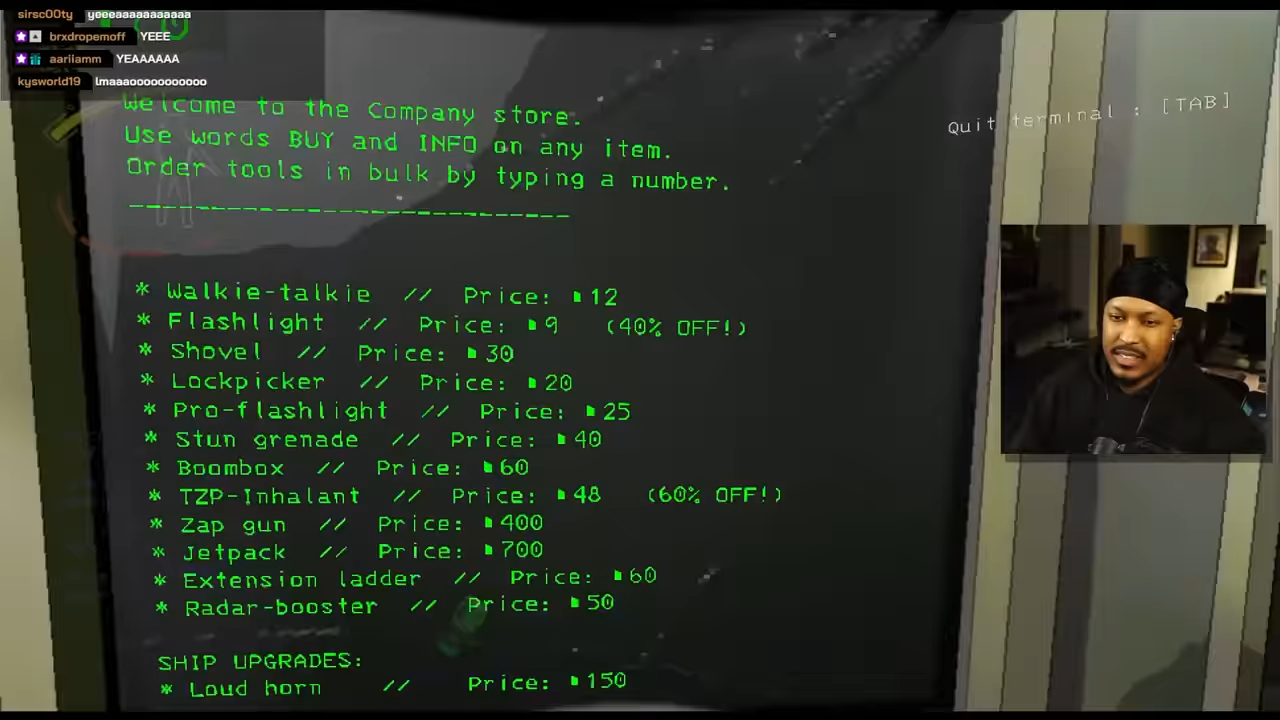 sirsc00ty yeeeaaaaaaaaaa
brxdropemoff YEEE
aariiamm YEAAAAAA
kysworld19 lmaaaooooooooooo
Welcome to the Company store.
Use words BUY and INFO on any item.
Order tools in bulk by typing a number.
----------------------------
Quit terminal : [TAB]
* Walkie-talkie // Price: ▮12
* Flashlight // Price: ▮9 (40% OFF!)
* Shovel // Price: ▮30
* Lockpicker // Price: ▮20
* Pro-flashlight // Price: ▮25
* Stun grenade // Price: ▮40
* Boombox // Price: ▮60
* TZP-Inhalant // Price: ▮48 (60% OFF!)
* Zap gun // Price: ▮400
* Jetpack // Price: ▮700
* Extension ladder // Price: ▮60
* Radar-booster // Price: ▮50
SHIP UPGRADES:
* Loud horn // Price: ▮150